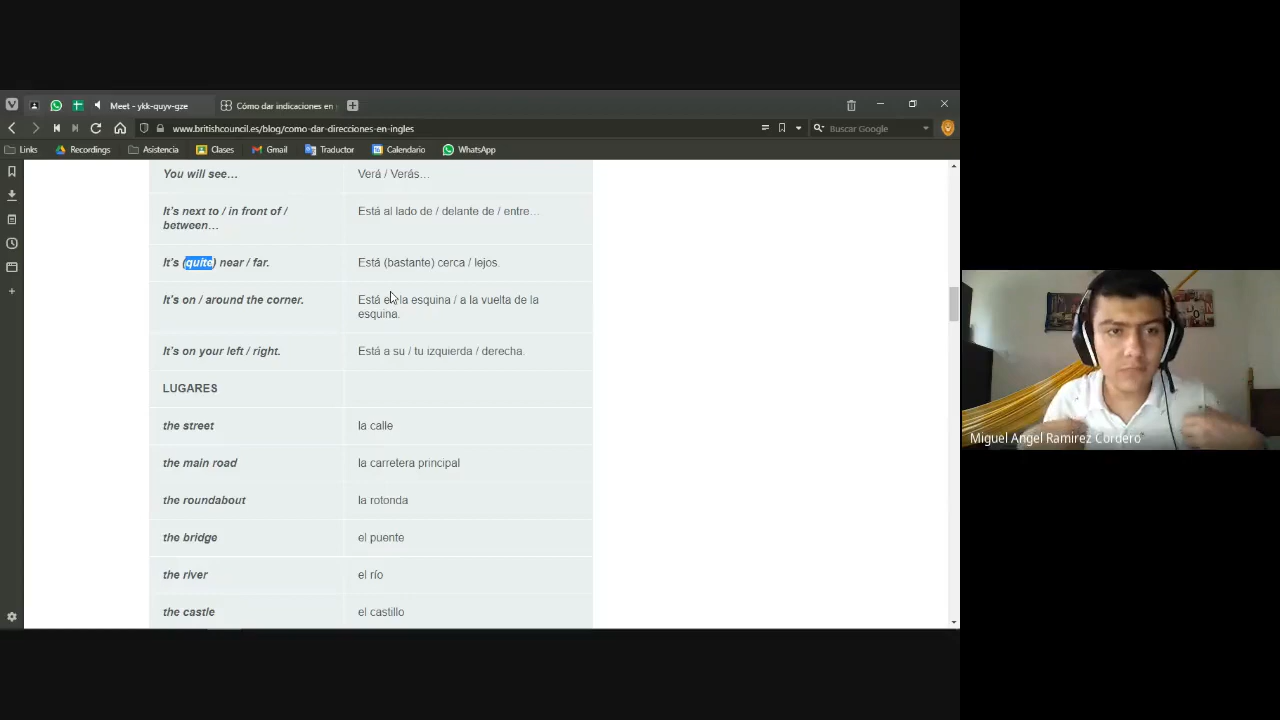 Meet - ykk-quyv-gze
Cómo dar indicaciones en
www.britishcouncil.es/blog/como-dar-direcciones-en-ingles
Buscar Google
Links
Recordings
Asistencia
Clases
Gmail
Traductor
Calendario
WhatsApp
You will see…
Verá / Verás…
It’s next to / in front of /
between…
Está al lado de / delante de / entre…
It’s (quite) near / far.
Está (bastante) cerca / lejos.
It’s on / around the corner.
Está en la esquina / a la vuelta de la
esquina.
It’s on your left / right.
Está a su / tu izquierda / derecha.
LUGARES
the street
la calle
the main road
la carretera principal
the roundabout
la rotonda
the bridge
el puente
the river
el río
the castle
el castillo
Miguel Angel Ramirez Cordero